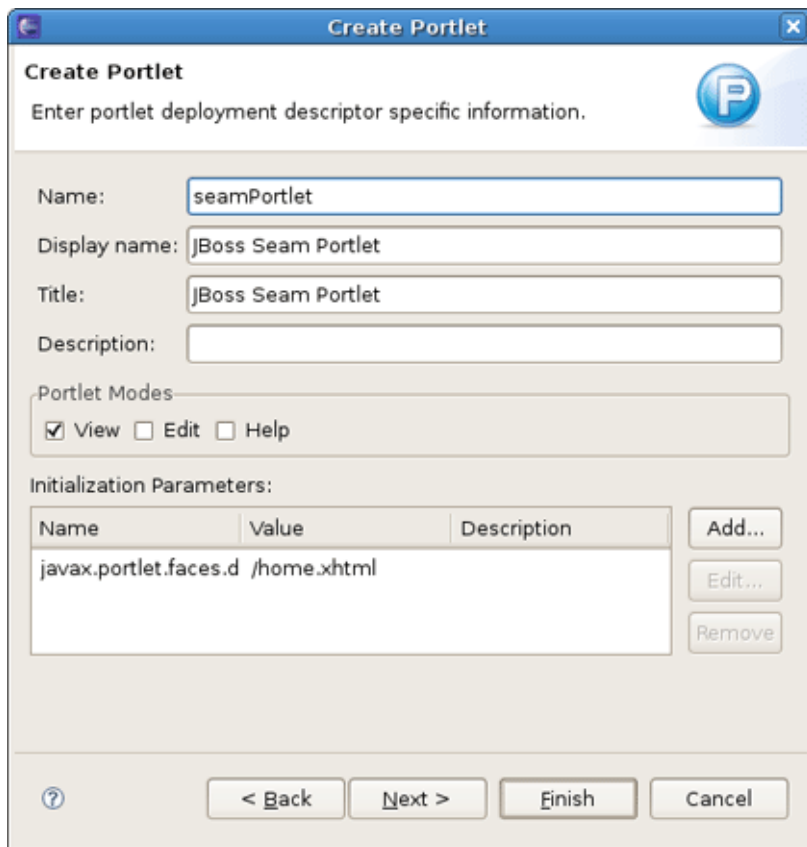 Create Portlet
Create Portlet
Enter portlet deployment descriptor specific information.
P
Name: seamPortlet
Display name: JBoss Seam Portlet
Title: JBoss Seam Portlet
Description:
Portlet Modes
View Edit Help
Initialization Parameters:
Name Value Description Add...
javax.portlet.faces.d /home.xhtml
Edit...
Remove
? < Back Next > Finish Cancel